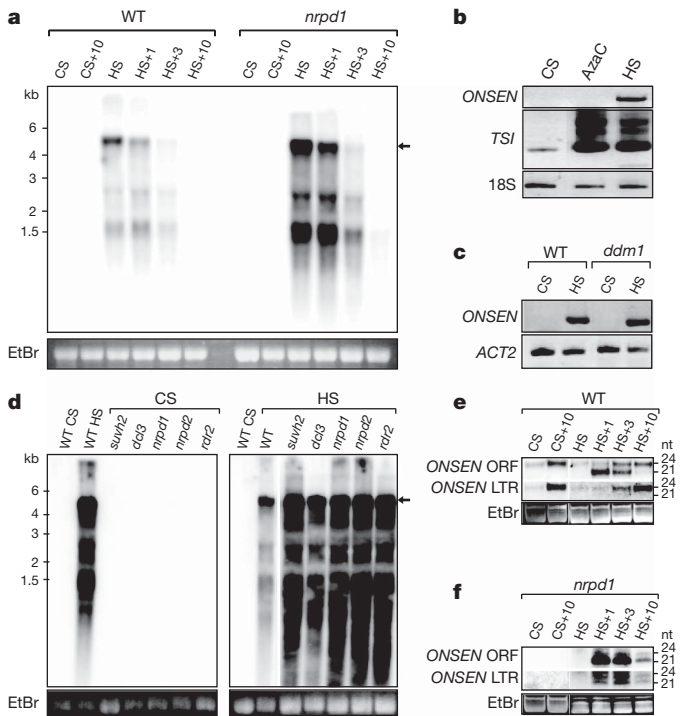 a
WT
nrpd1
CS CS+10 HS HS+1 HS+3 HS+10 CS CS+10 HS HS+1 HS+3 HS+10
kb
6
4
3
2
1.5
EtBr
b
CS AzaC HS
ONSEN
TSI
18S
c
WT ddm1
CS HS CS HS
ONSEN
ACT2
d
CS HS
WT CS WT HS suvh2 dcl3 nrpd1 nrpd2 rdr2 WT CS WT suvh2 dcl3 nrpd1 nrpd2 rdr2
kb
6
4
3
2
1.5
EtBr
e
WT
CS CS+10 HS HS+1 HS+3 HS+10 nt
ONSEN ORF 24
21
ONSEN LTR 24
21
EtBr
f
nrpd1
CS CS+10 HS HS+1 HS+3 HS+10 nt
ONSEN ORF 24
21
ONSEN LTR 24
21
EtBr